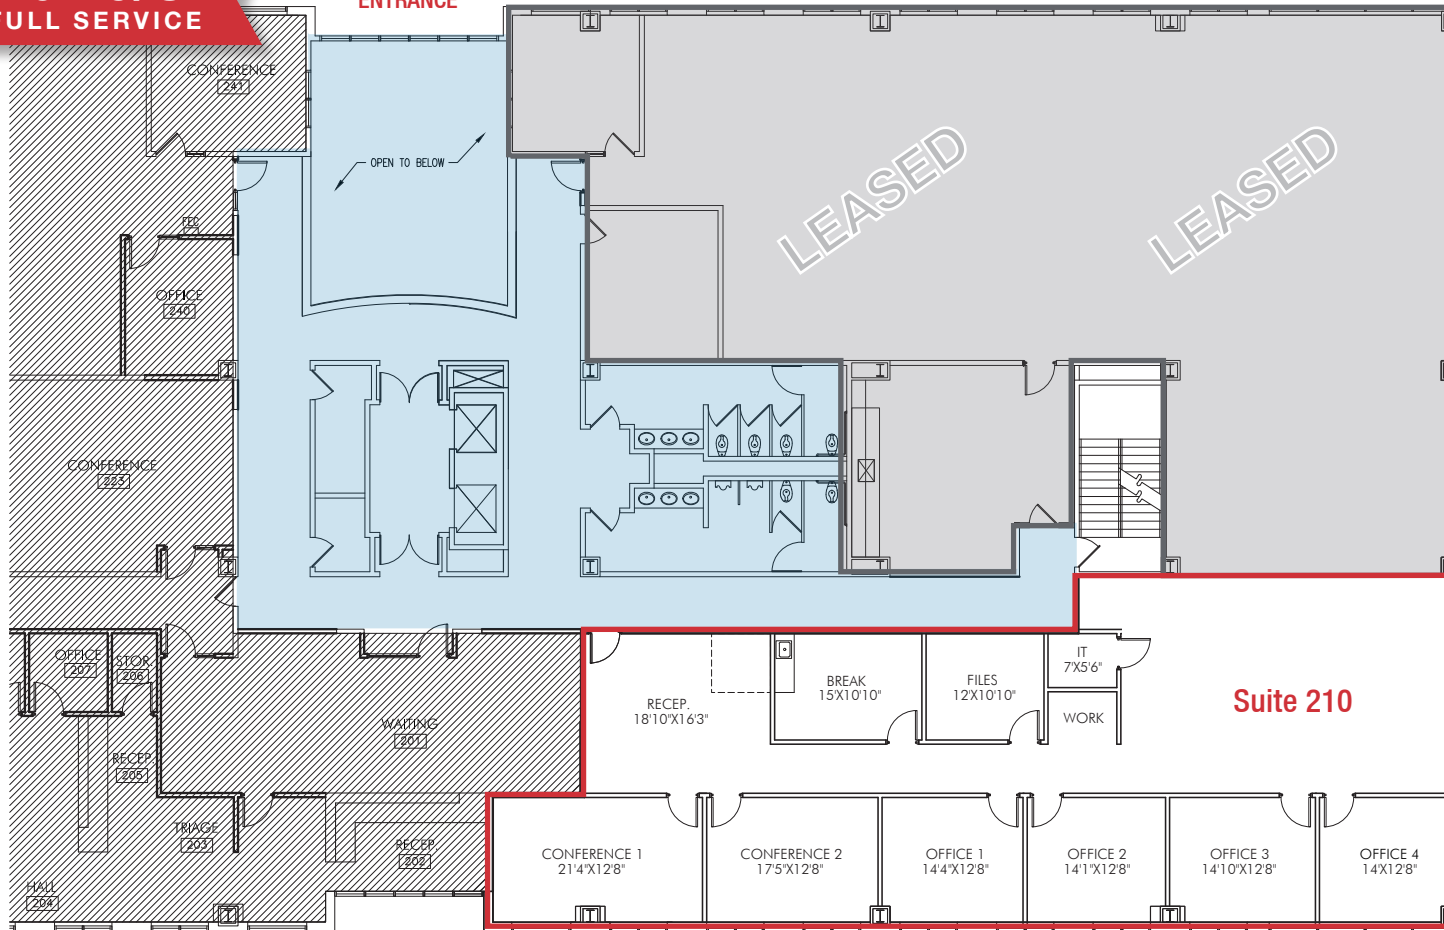 FULL SERVICE
ENTRANCE
CONFERENCE
241
OPEN TO BELOW
LEASED
LEASED
FEC
OFFICE
240
CONFERENCE
223
OFFICE
207
STOR.
206
WAITING
201
RECEP.
205
TRIAGE
203
RECEP.
202
HALL
204
RECEP.
18'10"X16'3"
BREAK
15'X10'10"
FILES
12'X10'10"
IT
7'X5'6"
WORK
Suite 210
CONFERENCE 1
21'4"X12'8"
CONFERENCE 2
17'5"X12'8"
OFFICE 1
14'4"X12'8"
OFFICE 2
14'1"X12'8"
OFFICE 3
14'10"X12'8"
OFFICE 4
14'X12'8"